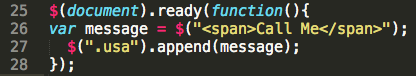 25 $(document).ready(function(){
26 var message = $("<span>Call Me</span>");
27   $(".usa").append(message);
28 });